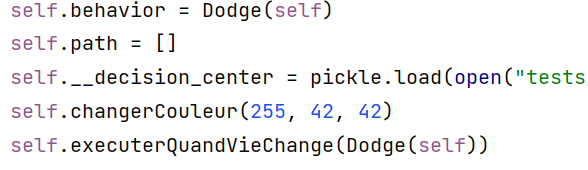 self.behavior = Dodge(self)
self.path = []
self.__decision_center = pickle.load(open("tests
self.changerCouleur(255, 42, 42)
self.executerQuandVieChange(Dodge(self))